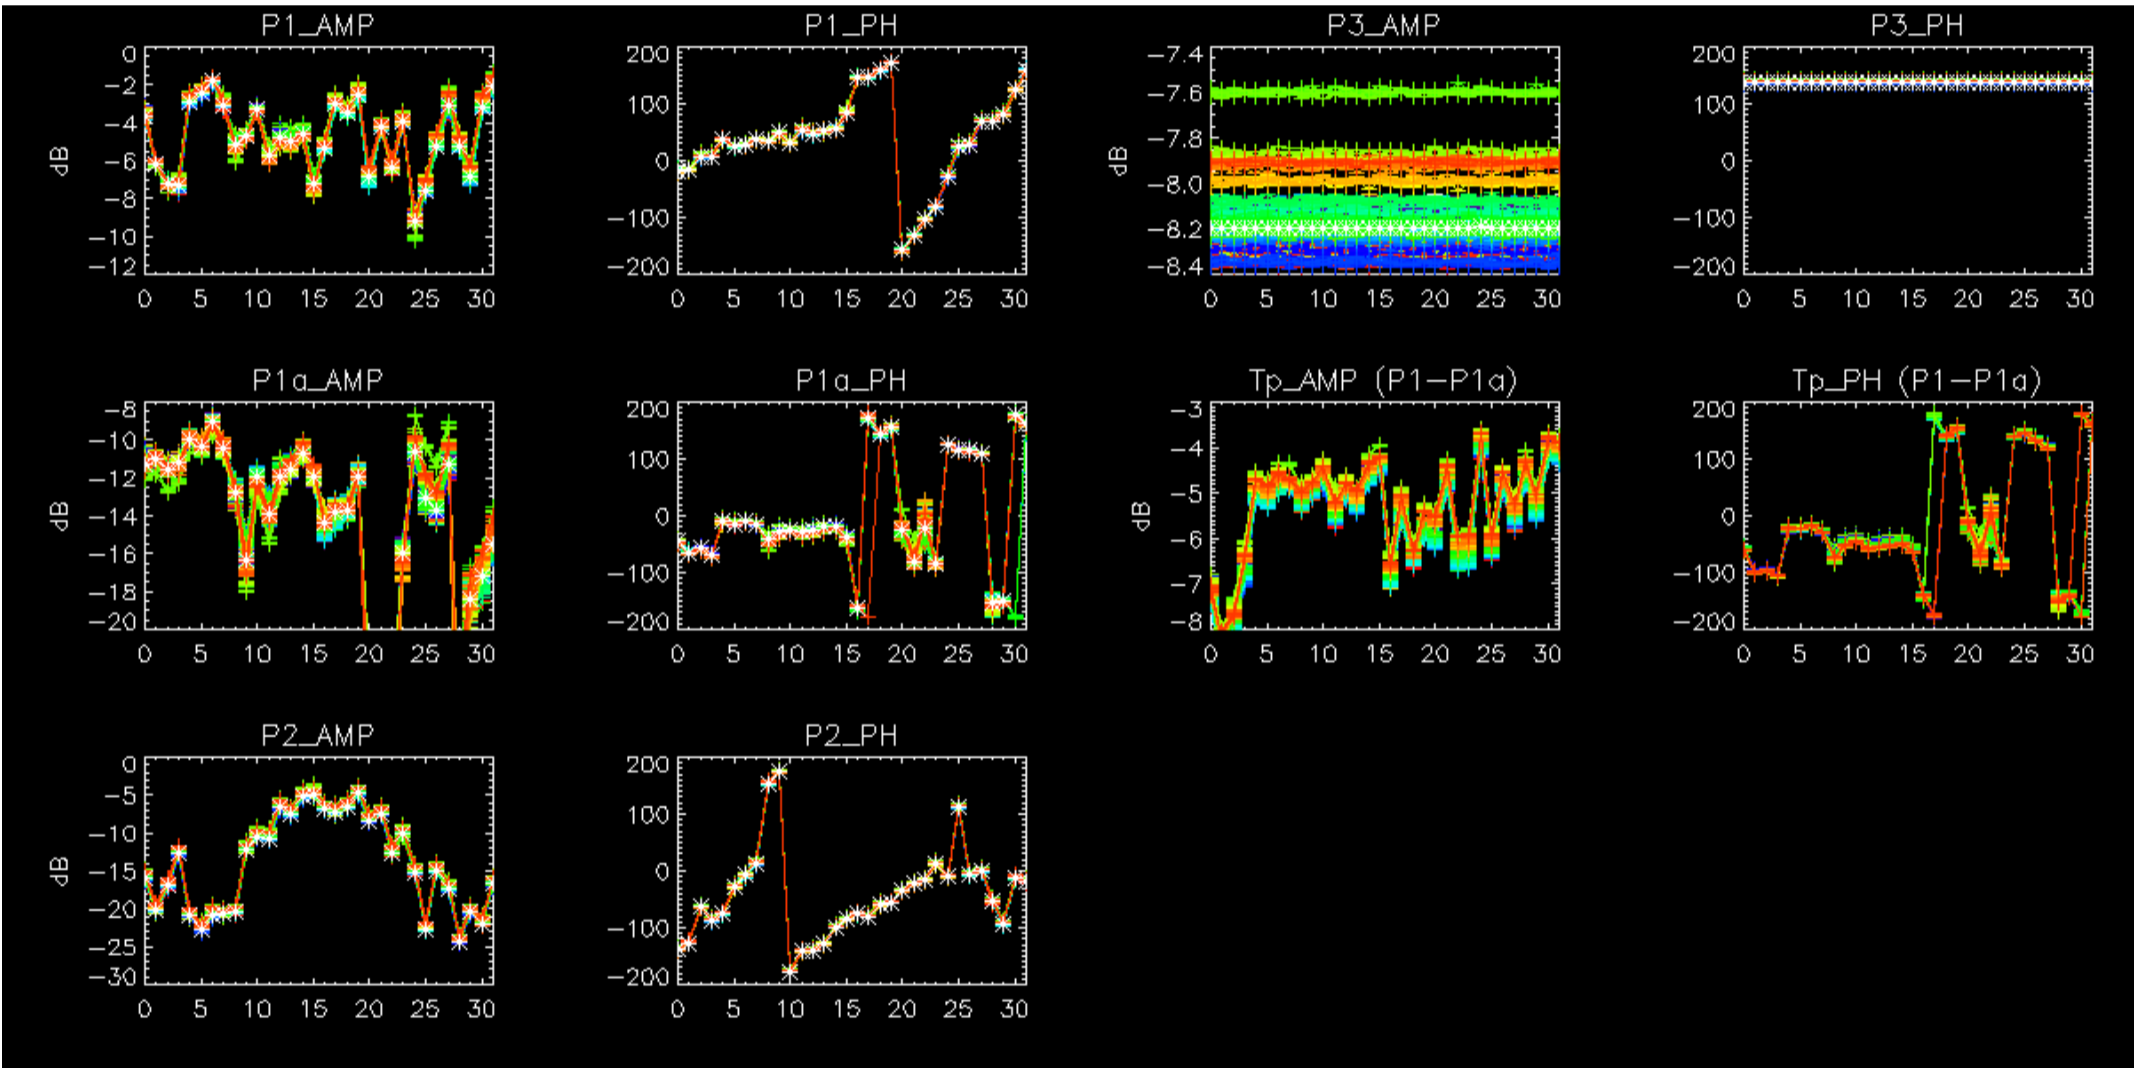 P1_AMP
0
−2
−4
−6
−8
−10
−12
dB
0 5 10 15 20 25 30
P1_PH
200
100
0
−100
−200
0 5 10 15 20 25 30
P3_AMP
−7.4
−7.6
−7.8
−8.0
−8.2
−8.4
dB
0 5 10 15 20 25 30
P3_PH
200
100
0
−100
−200
0 5 10 15 20 25 30
P1a_AMP
−8
−10
−12
−14
−16
−18
−20
dB
0 5 10 15 20 25 30
P1a_PH
200
100
0
−100
−200
0 5 10 15 20 25 30
Tp_AMP (P1−P1a)
−3
−4
−5
−6
−7
−8
dB
0 5 10 15 20 25 30
Tp_PH (P1−P1a)
200
100
0
−100
−200
0 5 10 15 20 25 30
P2_AMP
0
−5
−10
−15
−20
−25
−30
dB
0 5 10 15 20 25 30
P2_PH
200
100
0
−100
−200
0 5 10 15 20 25 30